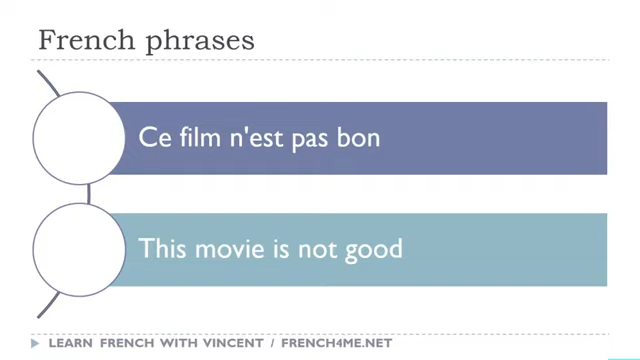 French phrases
Ce film n'est pas bon
This movie is not good
LEARN FRENCH WITH VINCENT / FRENCH4ME.NET